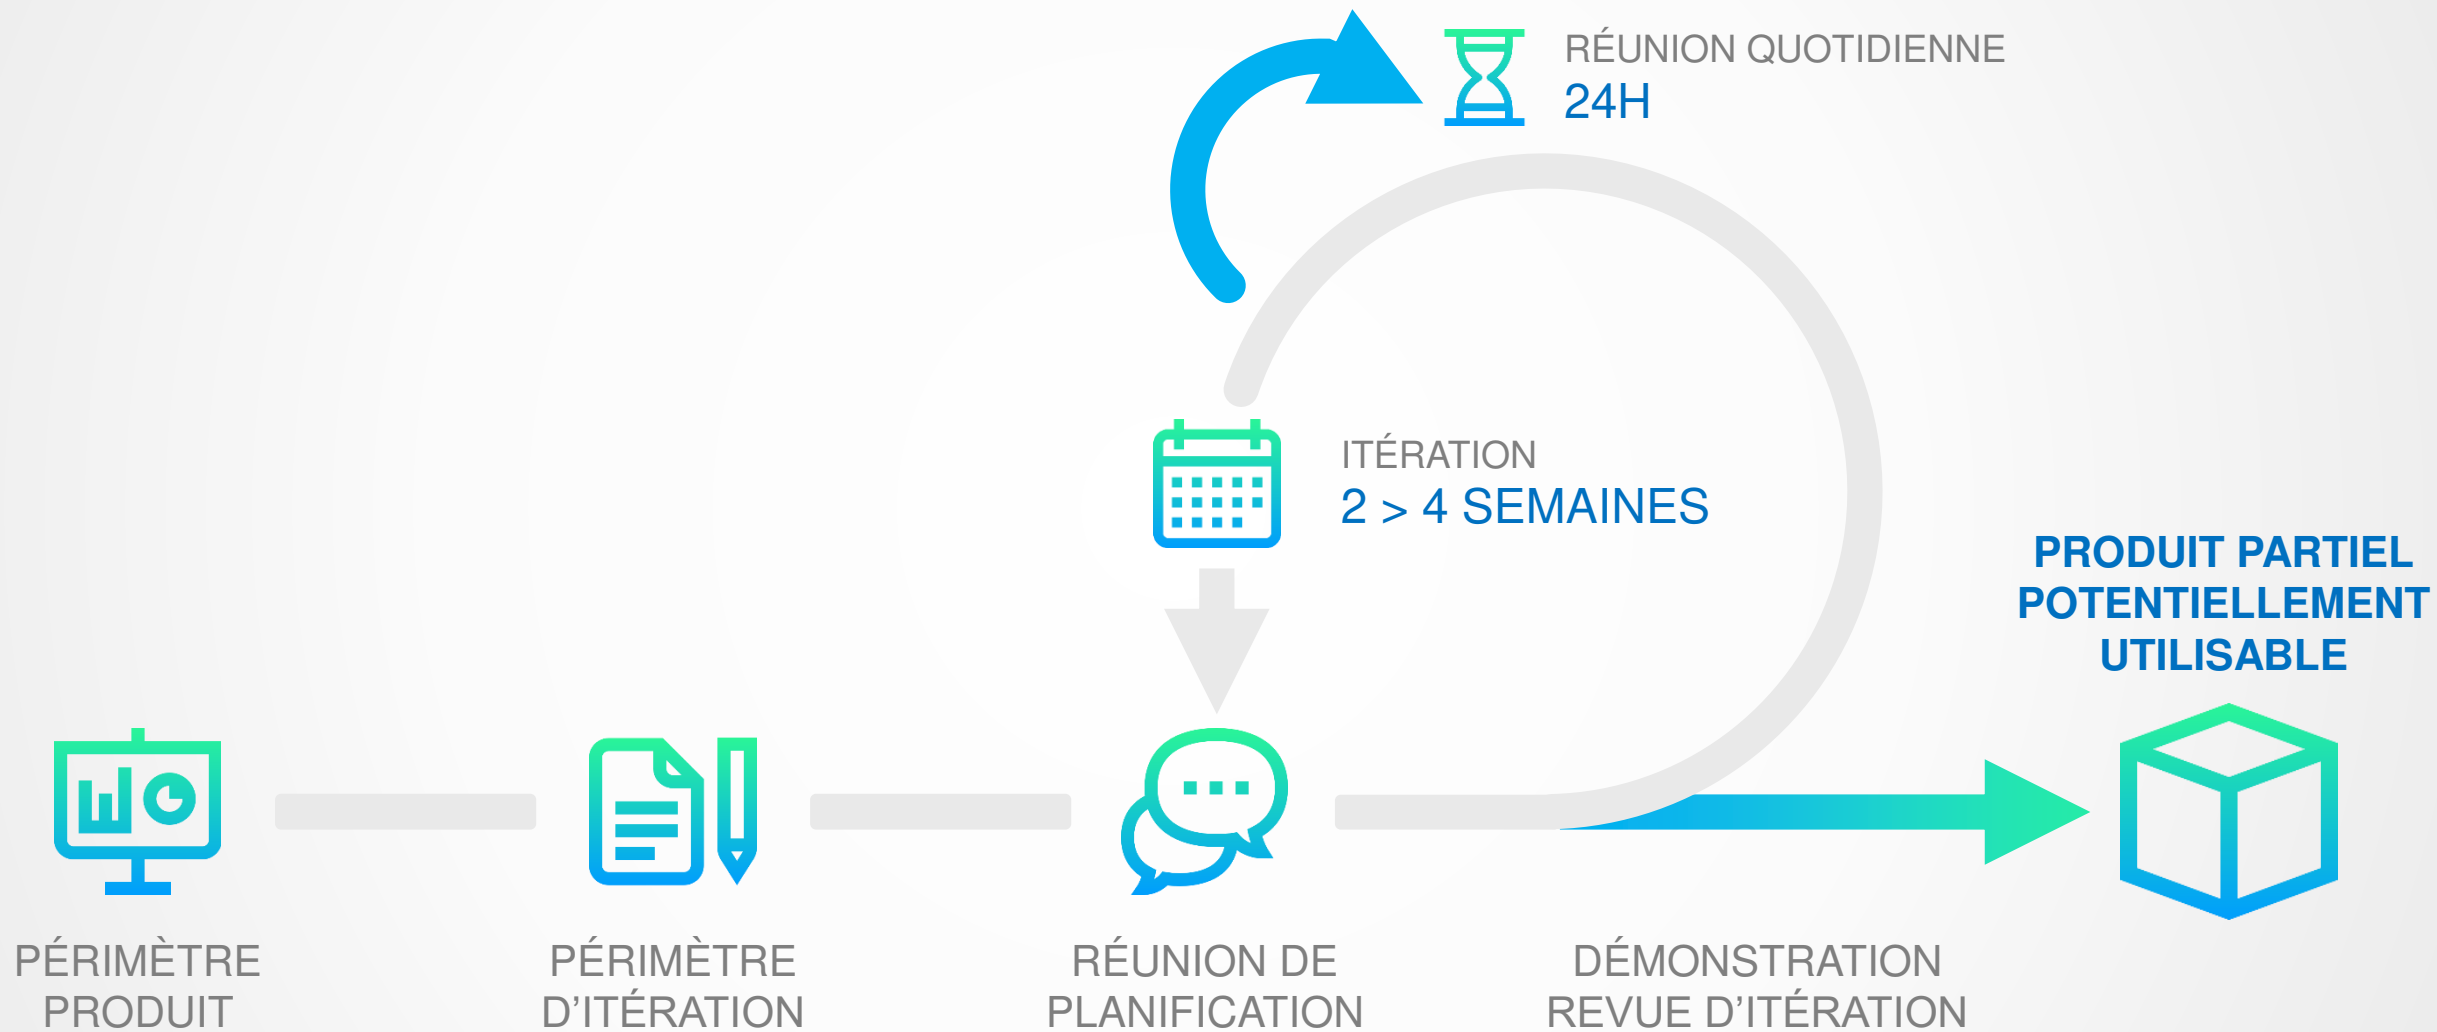 RÉUNION QUOTIDIENNE
24H
ITÉRATION
2 > 4 SEMAINES
PRODUIT PARTIEL
POTENTIELLEMENT
UTILISABLE
PÉRIMÈTRE
PRODUIT
PÉRIMÈTRE
D’ITÉRATION
RÉUNION DE
PLANIFICATION
DÉMONSTRATION
REVUE D’ITÉRATION